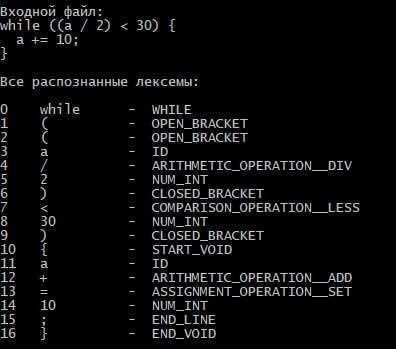 Входной файл:
while ((a / 2) < 30) {
  a += 10;
}
Все распознанные лексемы:
0    while    -  WHILE
1    (    -  OPEN_BRACKET
2    (    -  OPEN_BRACKET
3    a    -  ID
4    /    -  ARITHMETIC_OPERATION__DIV
5    2    -  NUM_INT
6    )    -  CLOSED_BRACKET
7    <    -  COMPARISON_OPERATION__LESS
8    30    -  NUM_INT
9    )    -  CLOSED_BRACKET
10    {    -  START_VOID
11    a    -  ID
12    +    -  ARITHMETIC_OPERATION__ADD
13    =    -  ASSIGNMENT_OPERATION__SET
14    10    -  NUM_INT
15    ;    -  END_LINE
16    }    -  END_VOID